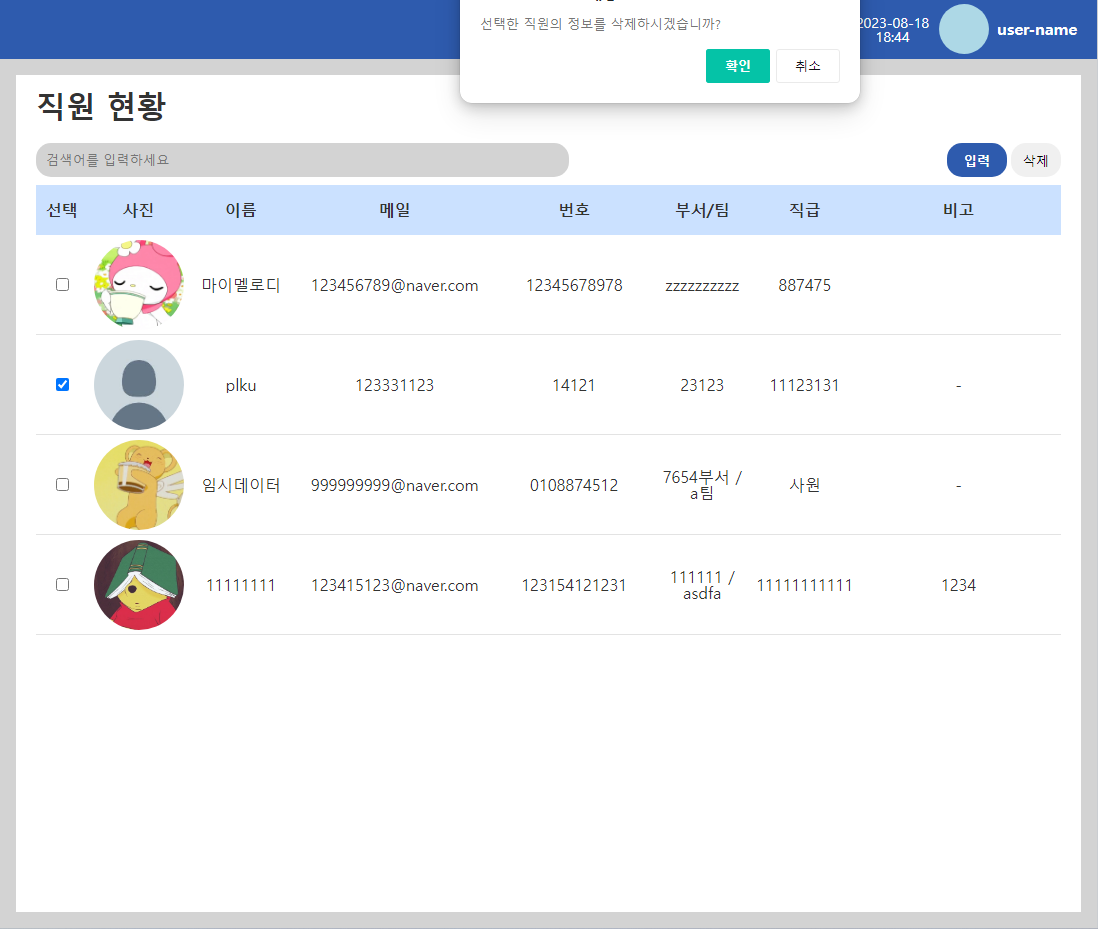 선택한 직원의 정보를 삭제하시겠습니까?
확인 취소
2023-08-18
18:44
user-name
직원 현황
검색어를 입력하세요
입력 삭제
선택 사진 이름 메일 번호 부서/팀 직급 비고
마이멜로디 123456789@naver.com 12345678978 zzzzzzzzzz 887475
plku 123331123 14121 23123 11123131 -
임시데이터 999999999@naver.com 0108874512 7654부서 /
a팀 사원 -
11111111 123415123@naver.com 123154121231 111111 /
asdfa 11111111111 1234